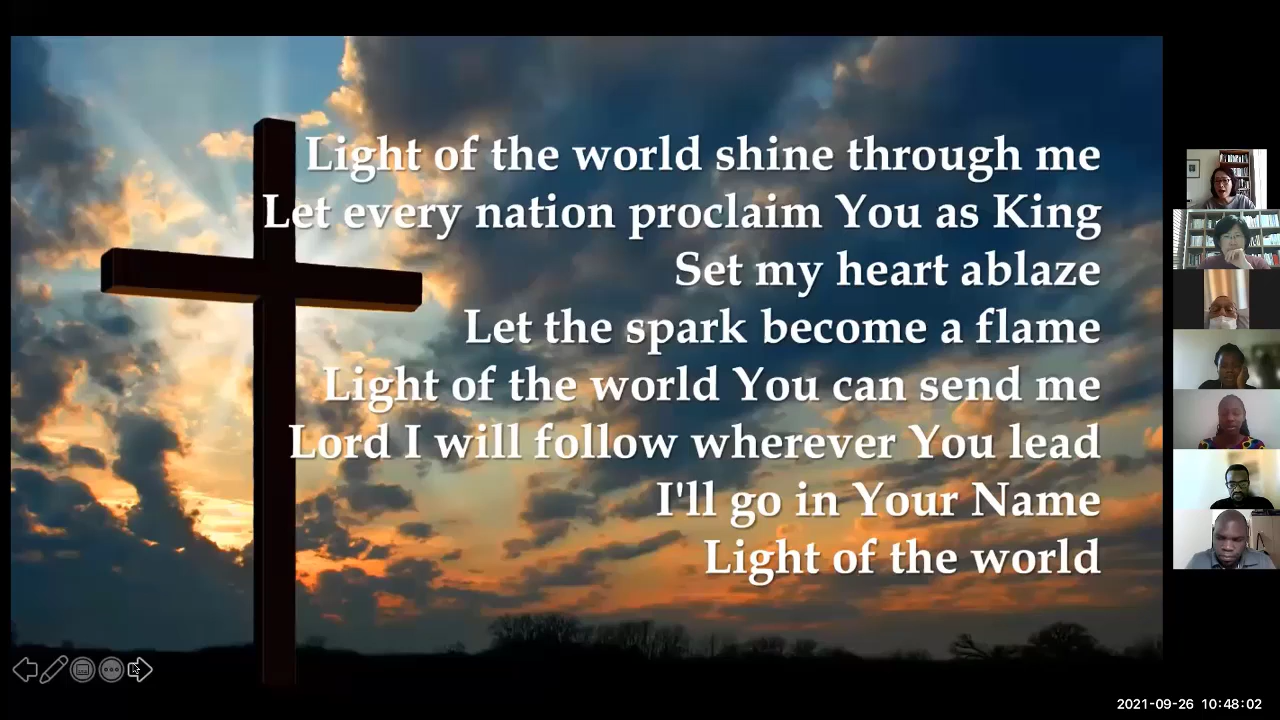 Light of the world shine through me
Let every nation proclaim You as King
Set my heart ablaze
Let the spark become a flame
Light of the world You can send me
Lord I will follow wherever You lead
I'll go in Your Name
Light of the world
2021-09-26 10:48:02